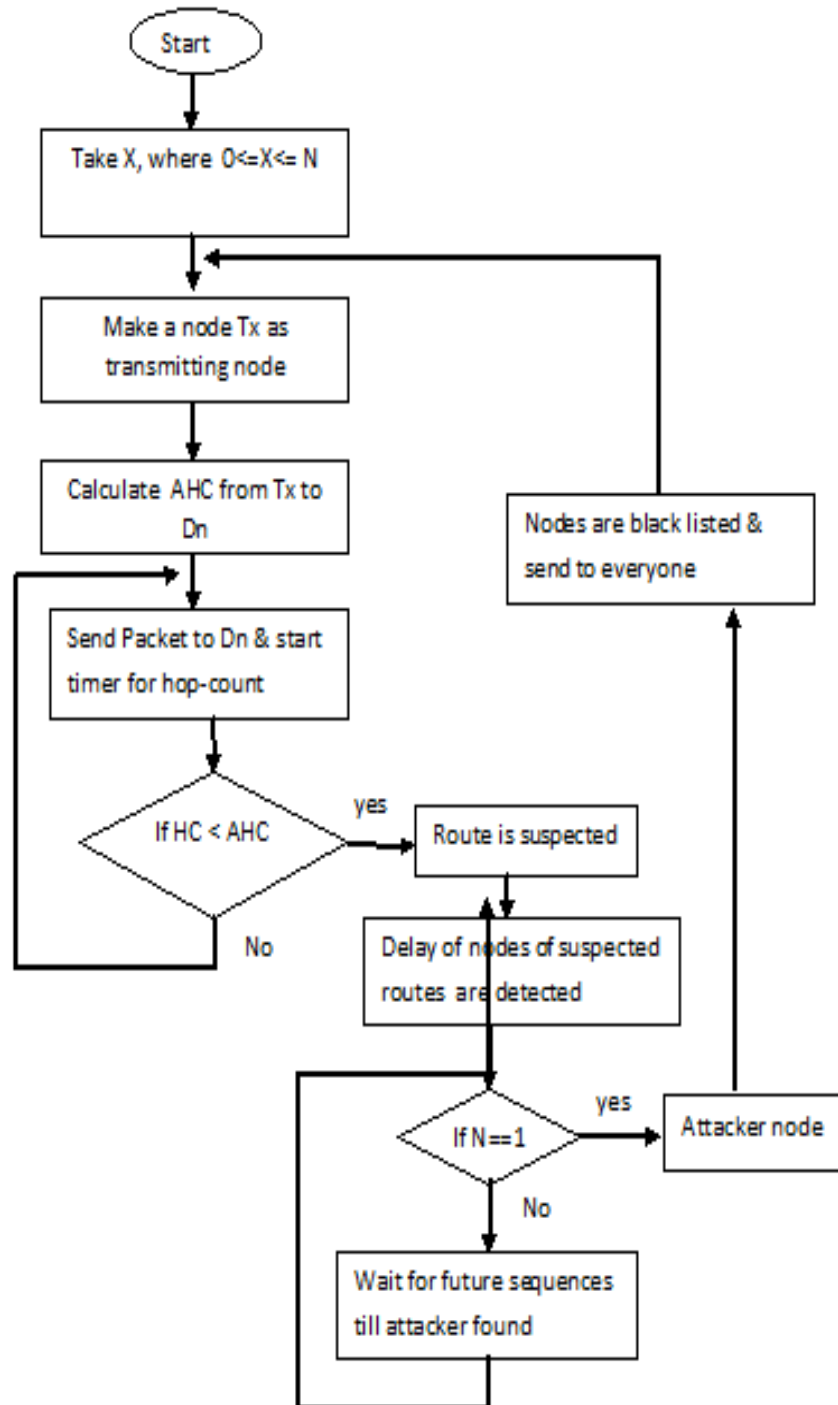 Start
Take X, where 0<=X<= N
Make a node Tx as
transmitting node
Calculate AHC from Tx to
Dn
Nodes are black listed &
send to everyone
Send Packet to Dn & start
timer for hop-count
If HC < AHC
yes
Route is suspected
No
Delay of nodes of suspected
routes are detected
If N==1
yes
Attacker node
No
Wait for future sequences
till attacker found